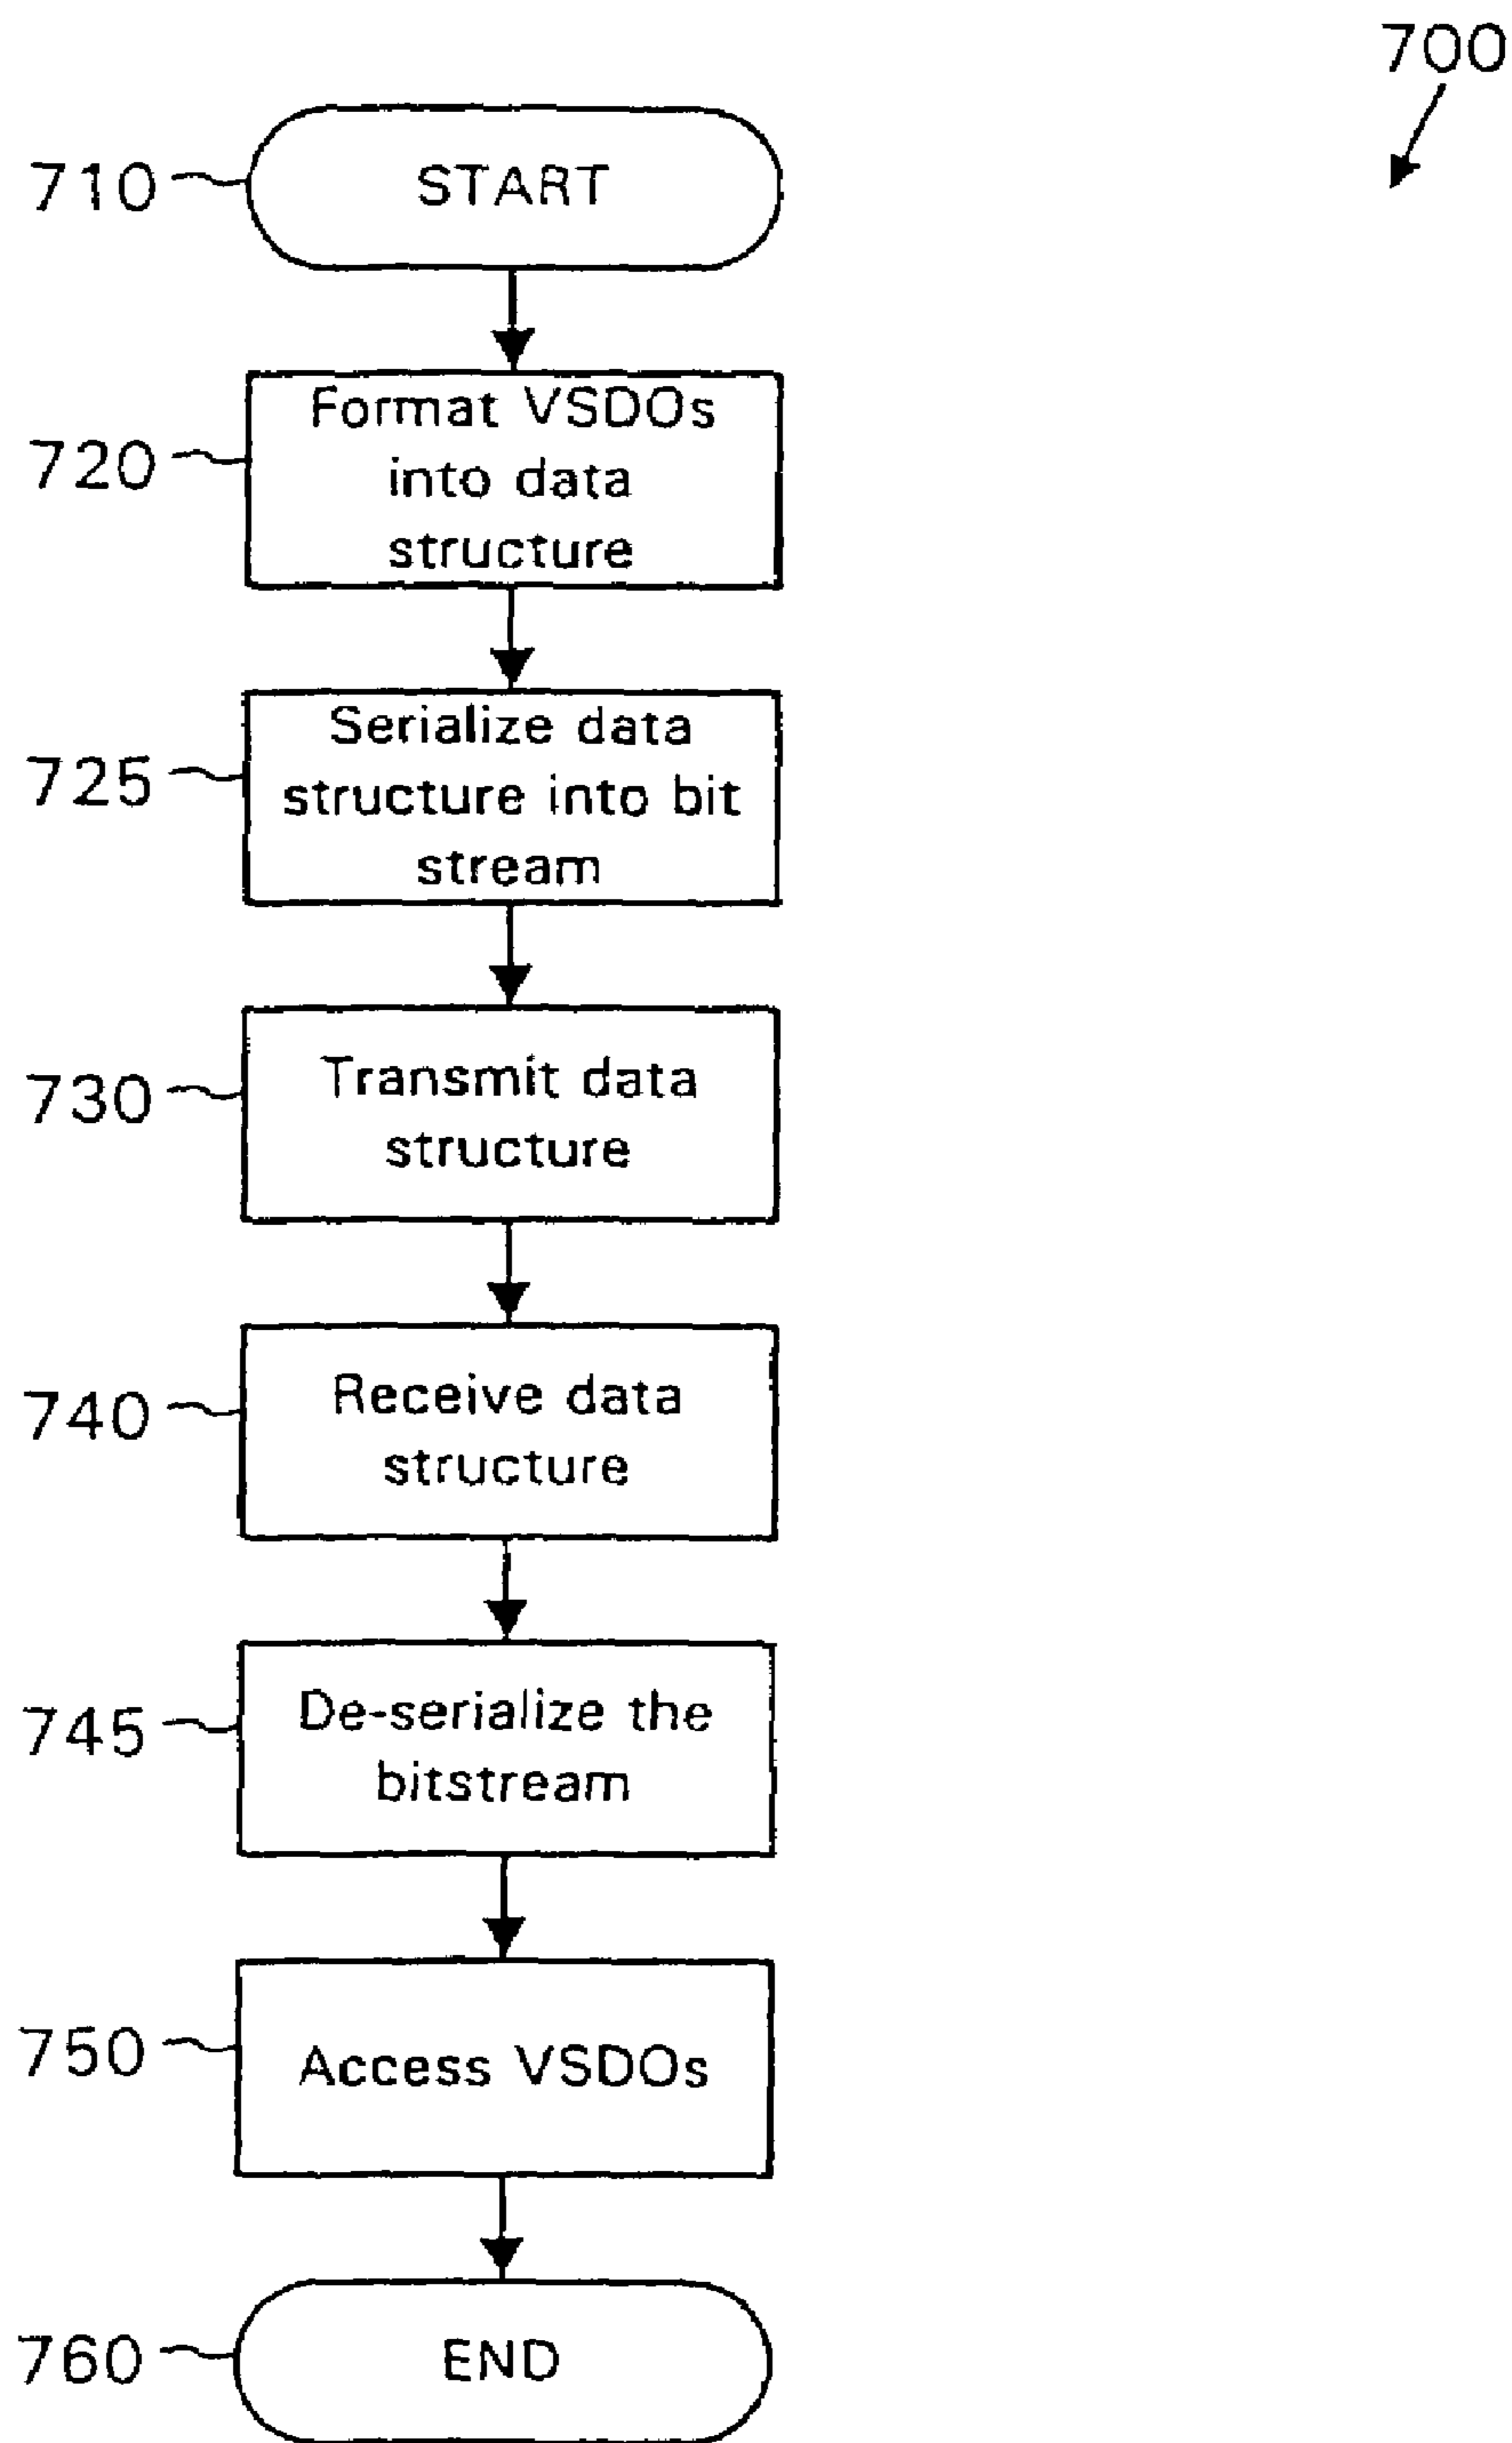 700
710
START
720
Format VSDOs
into data
structure
725
Serialize data
structure into bit
stream
730
Transmit data
structure
740
Receive data
structure
745
De-serialize the
bitstream
750
Access VSDOs
760
END